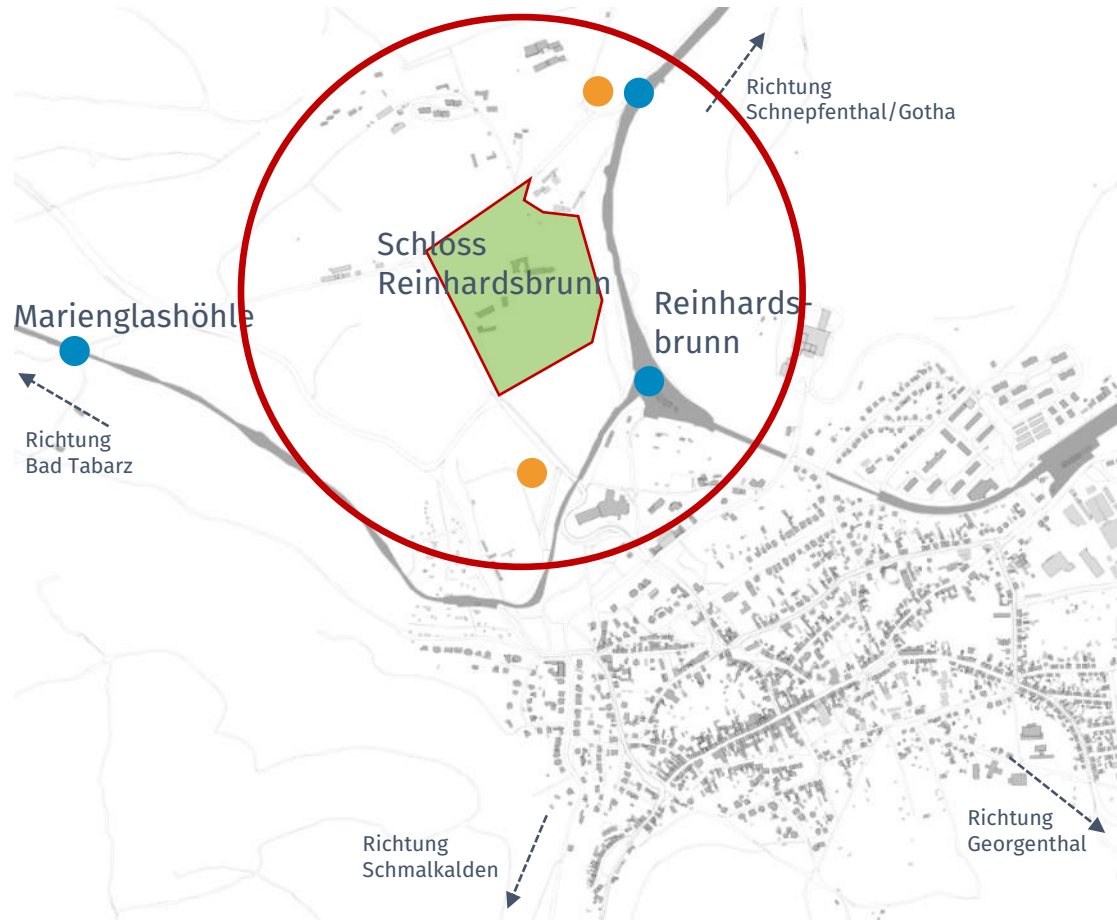 Richtung
Schnepfenthal/Gotha
Schloss
Reinhardsbrunn
Marienglashöhle
Reinhards-
brunn
Richtung
Bad Tabarz
Richtung
Schmalkalden
Richtung
Georgenthal